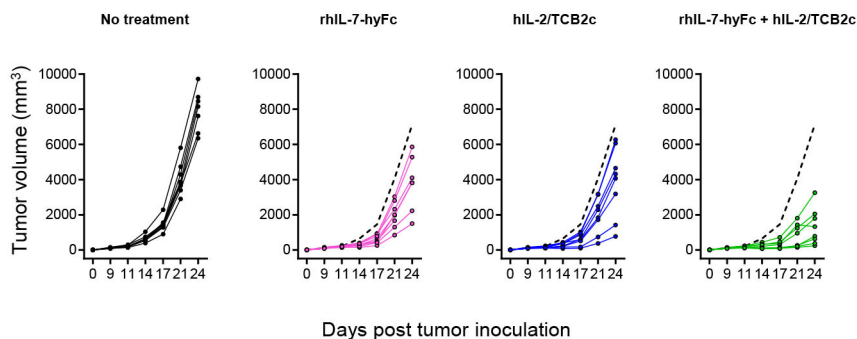 No treatment
rhIL-7-hyFc
hIL-2/TCB2c
rhIL-7-hyFc + hIL-2/TCB2c
Tumor volume (mm³)
10000
8000
6000
4000
2000
0
0 9 11 14 17 21 24
10000
8000
6000
4000
2000
0
0 9 11 14 17 21 24
10000
8000
6000
4000
2000
0
0 9 11 14 17 21 24
10000
8000
6000
4000
2000
0
0 9 11 14 17 21 24
Days post tumor inoculation